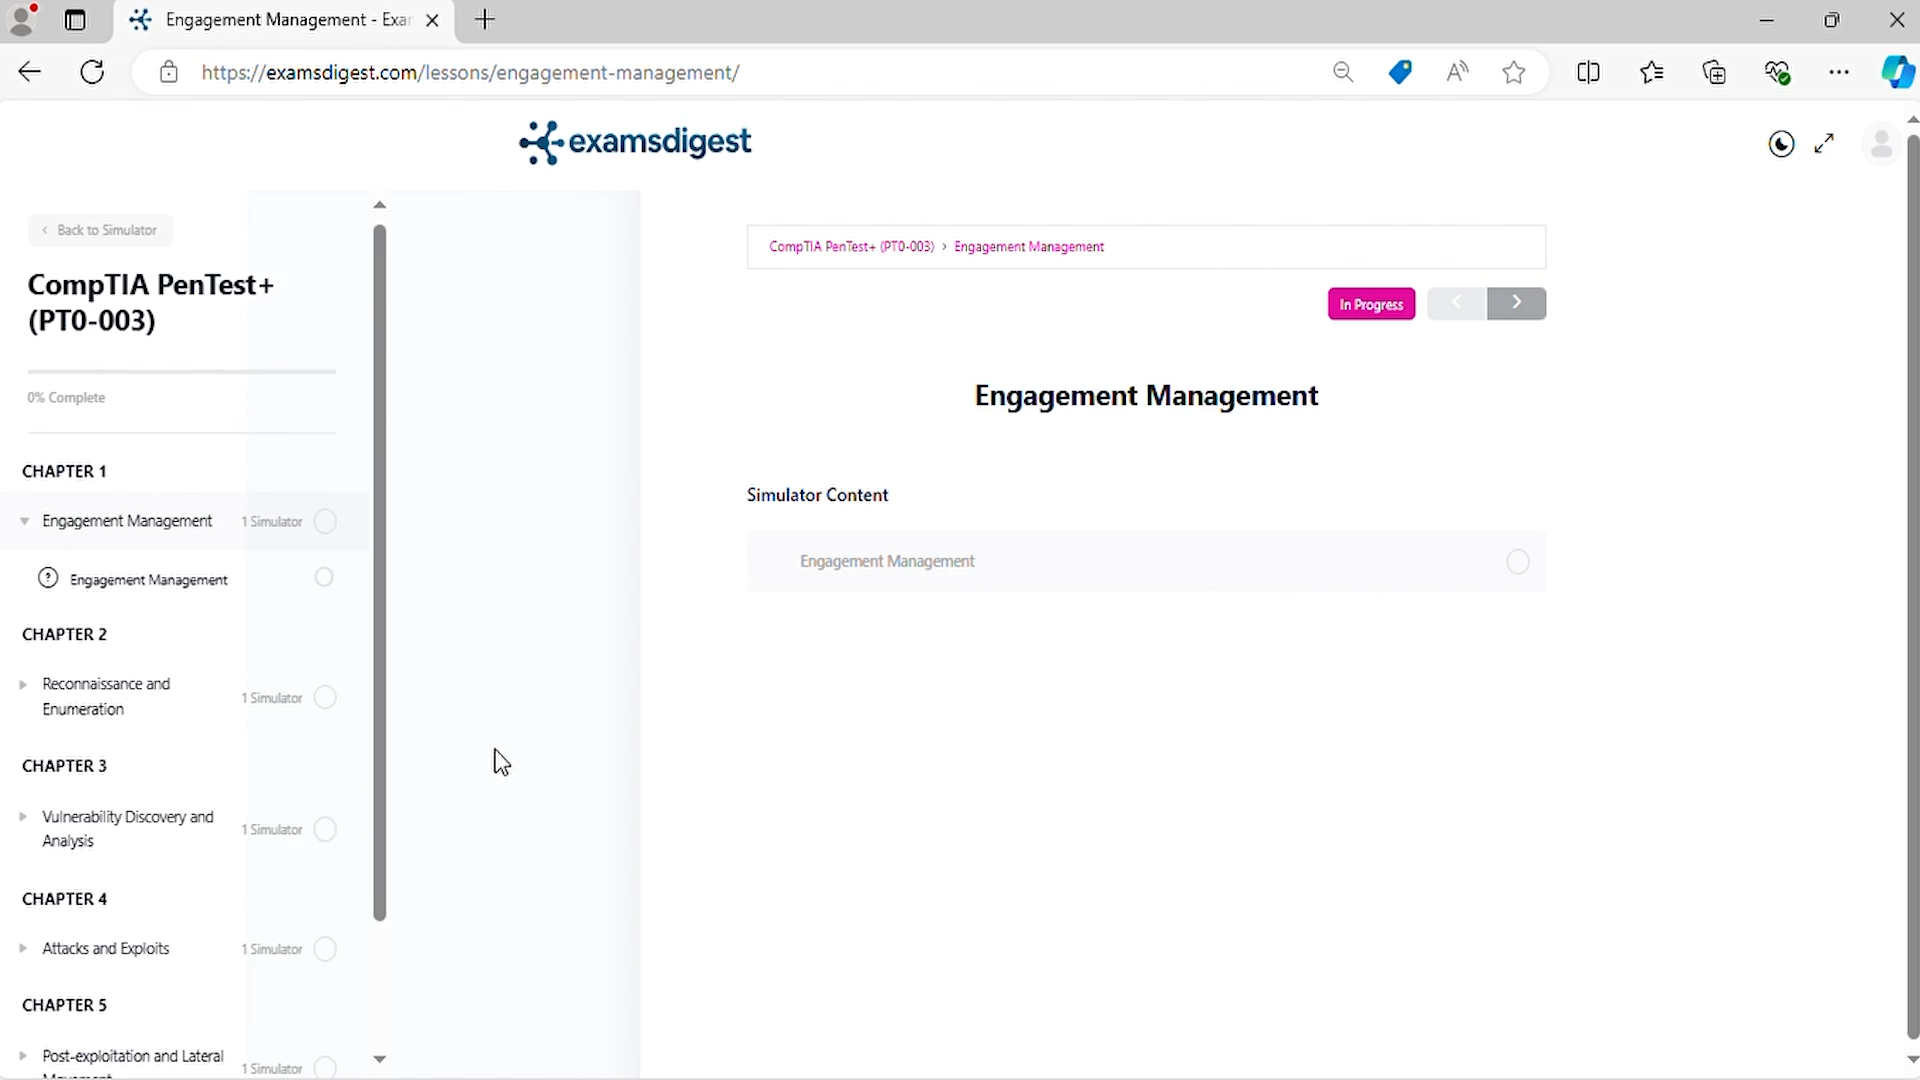 Engagement Management - Exar
https://examsdigest.com/lessons/engagement-management/
examsdigest
Back to Simulator
CompTIA PenTest+
(PT0-003)
0% Complete
CHAPTER 1
Engagement Management 1 Simulator
Engagement Management
CHAPTER 2
Reconnaissance and
Enumeration
1 Simulator
CHAPTER 3
Vulnerability Discovery and
Analysis
1 Simulator
CHAPTER 4
Attacks and Exploits 1 Simulator
CHAPTER 5
Post-exploitation and Lateral
1 Simulator
CompTIA PenTest+ (PT0-003) › Engagement Management
In Progress
Engagement Management
Simulator Content
Engagement Management